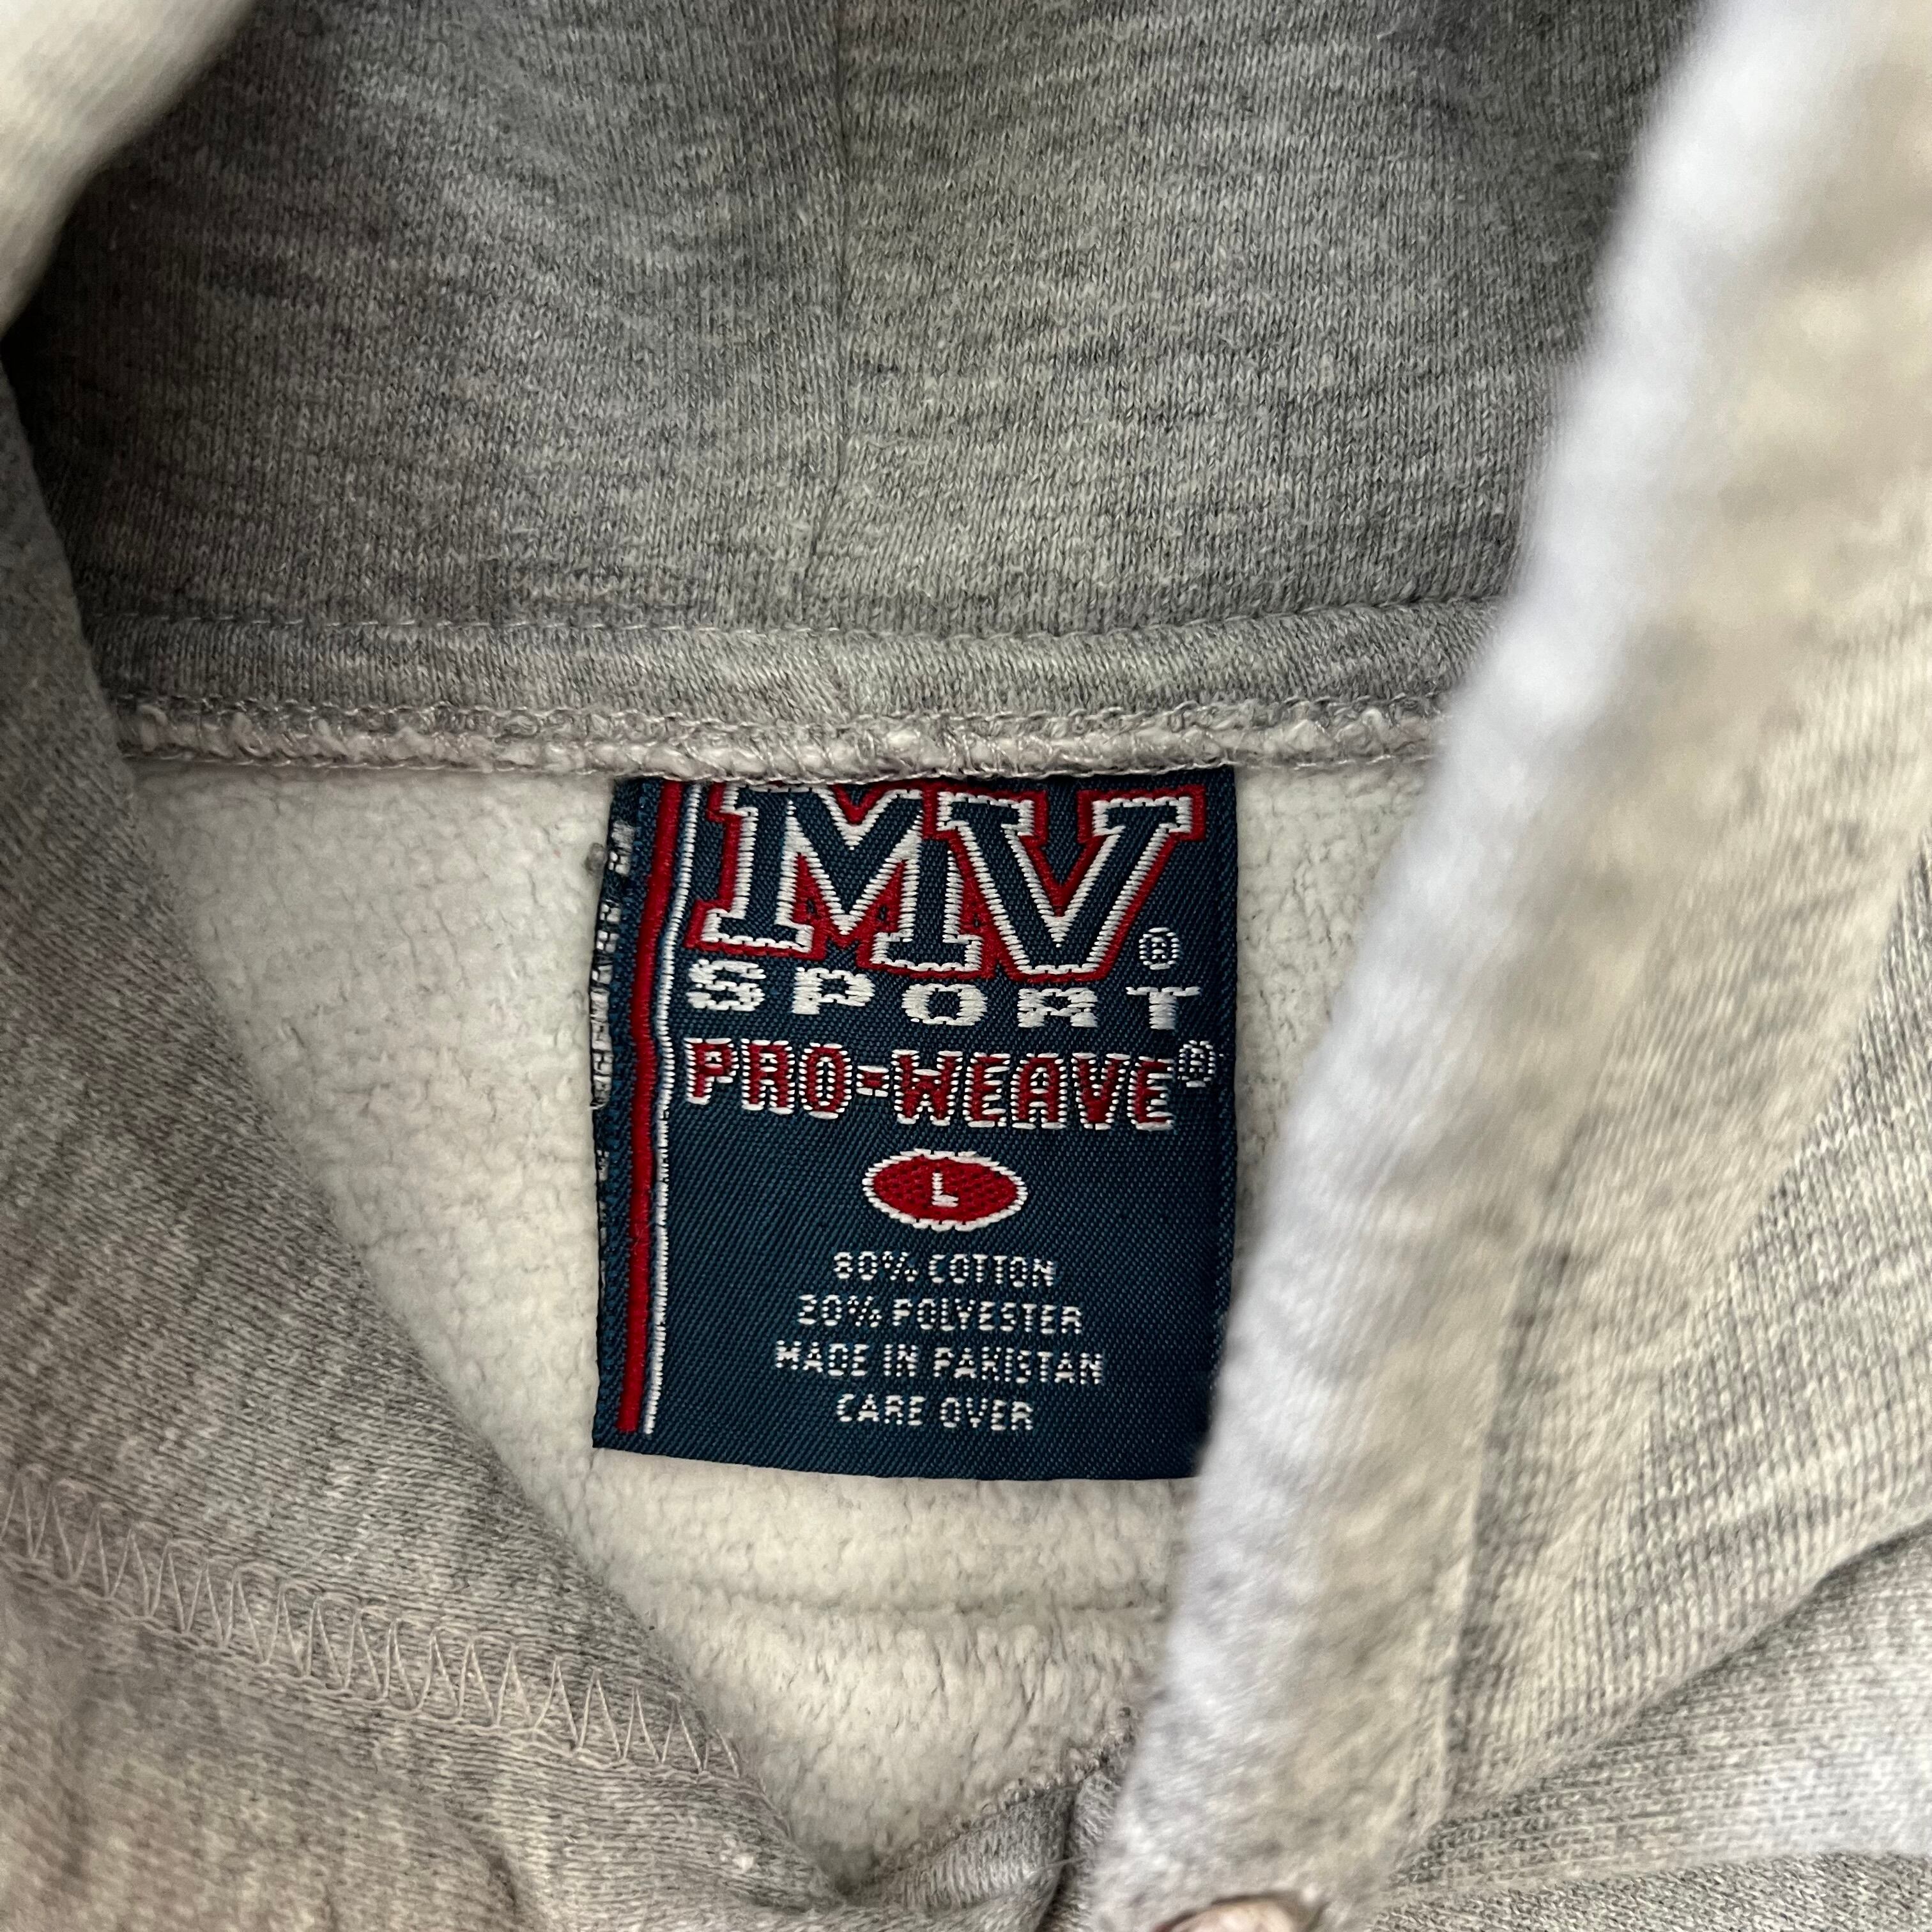 MV®
SPORT
PRO-WEAVE®
L
80% COTTON
20% POLYESTER
MADE IN PAKISTAN
CARE OVER